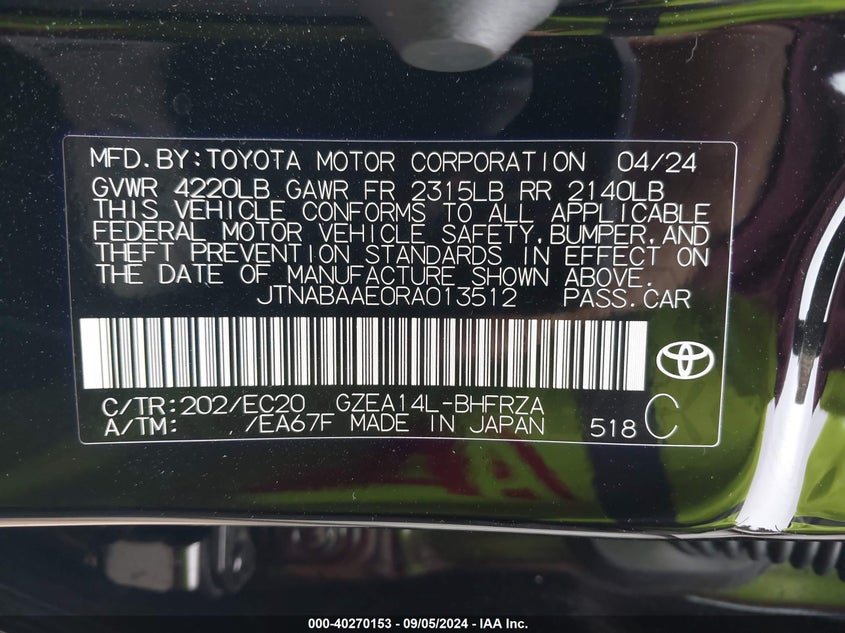 MFD.BY:TOYOTA MOTOR CORPORATION 04/24
GVWR 4220LB GAWR FR 2315LB RR 2140LB
THIS VEHICLE CONFORMS TO ALL APPLICABLE
FEDERAL MOTOR VEHICLE SAFETY,BUMPER,AND
THEFT PREVENTION STANDARDS IN EFFECT ON
THE DATE OF MANUFACTURE SHOWN ABOVE.
JTNABAAE0RA013512 PASS.CAR
C/TR:202/EC20 GZEA14L-BHFRZA
A/TM: /EA67F MADE IN JAPAN 518 C
000-40270153 - 09/05/2024 - IAA Inc.